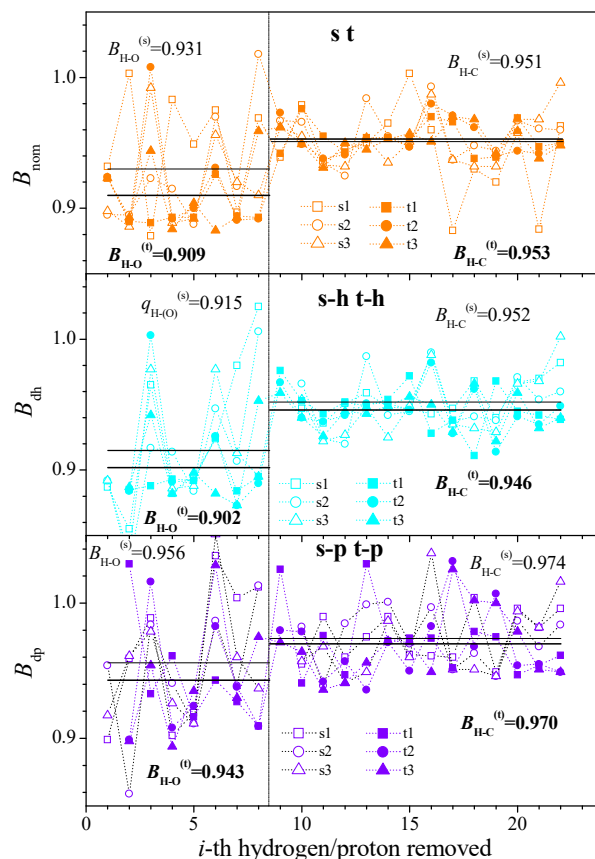 s t
B_H-O^(s)=0.931
B_H-C^(s)=0.951
1.0
0.9
B_nom
s1 t1
s2 t2
s3 t3
B_H-O^(t)=0.909
B_H-C^(t)=0.953
s-h t-h
q_H-(O)^(s)=0.915
B_H-C^(s)=0.952
1.0
0.9
B_dh
s1 t1
s2 t2
s3 t3
B_H-O^(t)=0.902
B_H-C^(t)=0.946
s-p t-p
B_H-O^(s)=0.956
B_H-C^(s)=0.974
1.0
0.9
B_dp
s1 t1
s2 t2
s3 t3
B_H-O^(t)=0.943
B_H-C^(t)=0.970
0 5 10 15 20
i-th hydrogen/proton removed